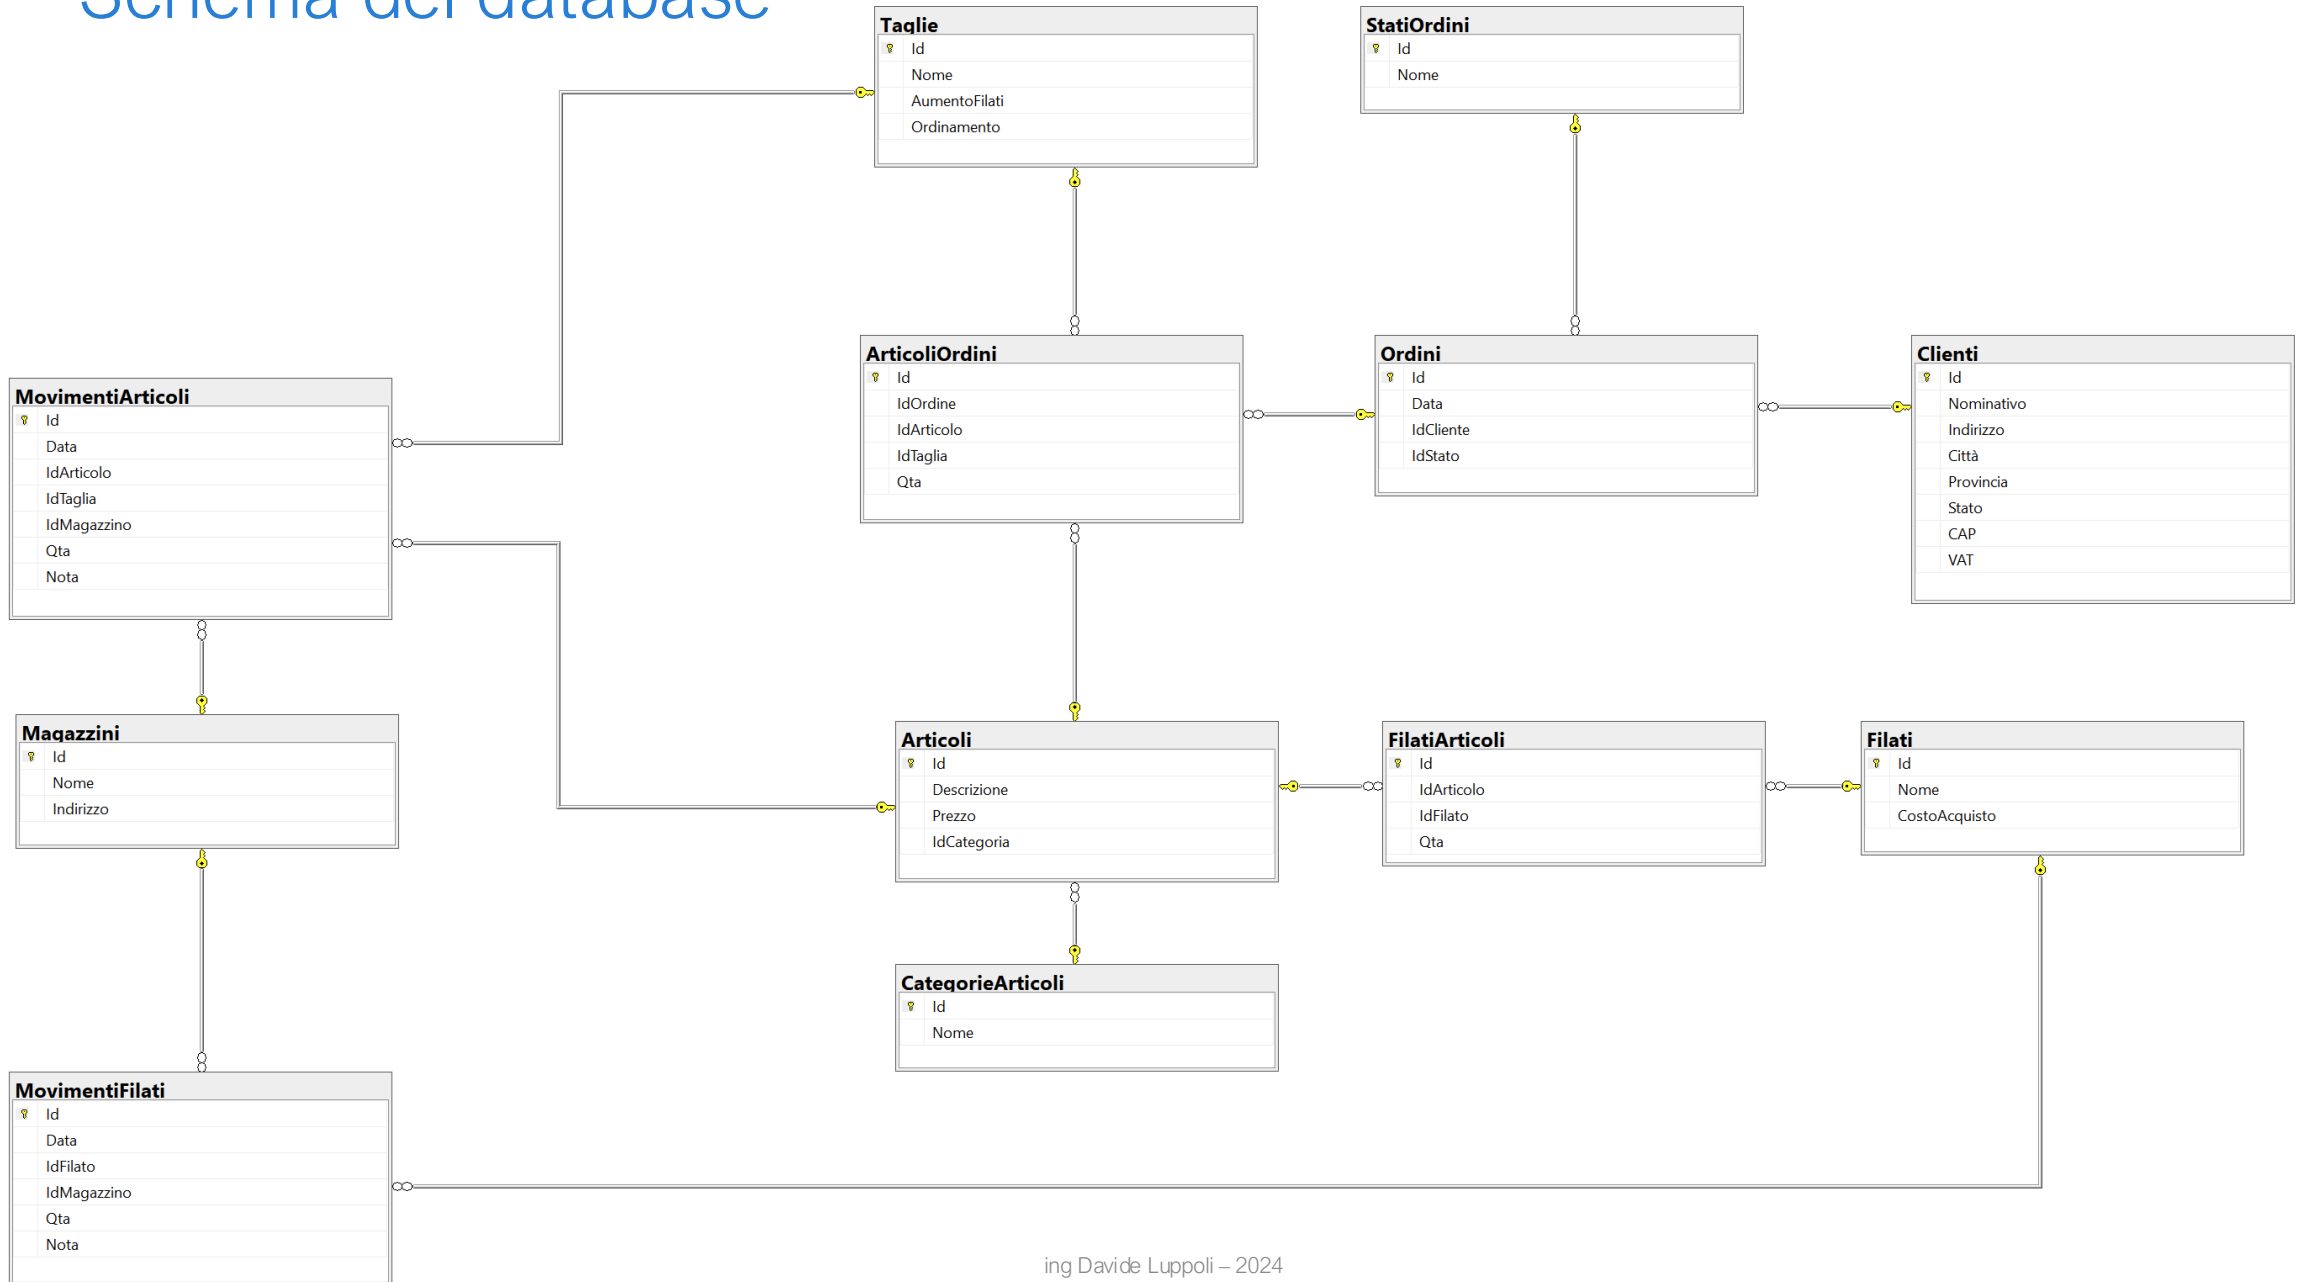 Schema del database
Taglie
Id
Nome
AumentoFilati
Ordinamento
StatiOrdini
Id
Nome
ArticoliOrdini
Id
IdOrdine
IdArticolo
IdTaglia
Qta
Ordini
Id
Data
IdCliente
IdStato
Clienti
Id
Nominativo
Indirizzo
Città
Provincia
Stato
CAP
VAT
MovimentiArticoli
Id
Data
IdArticolo
IdTaglia
IdMagazzino
Qta
Nota
Magazzini
Id
Nome
Indirizzo
Articoli
Id
Descrizione
Prezzo
IdCategoria
FilatiArticoli
Id
IdArticolo
IdFilato
Qta
Filati
Id
Nome
CostoAcquisto
CategorieArticoli
Id
Nome
MovimentiFilati
Id
Data
IdFilato
IdMagazzino
Qta
Nota
ing Davide Luppoli – 2024